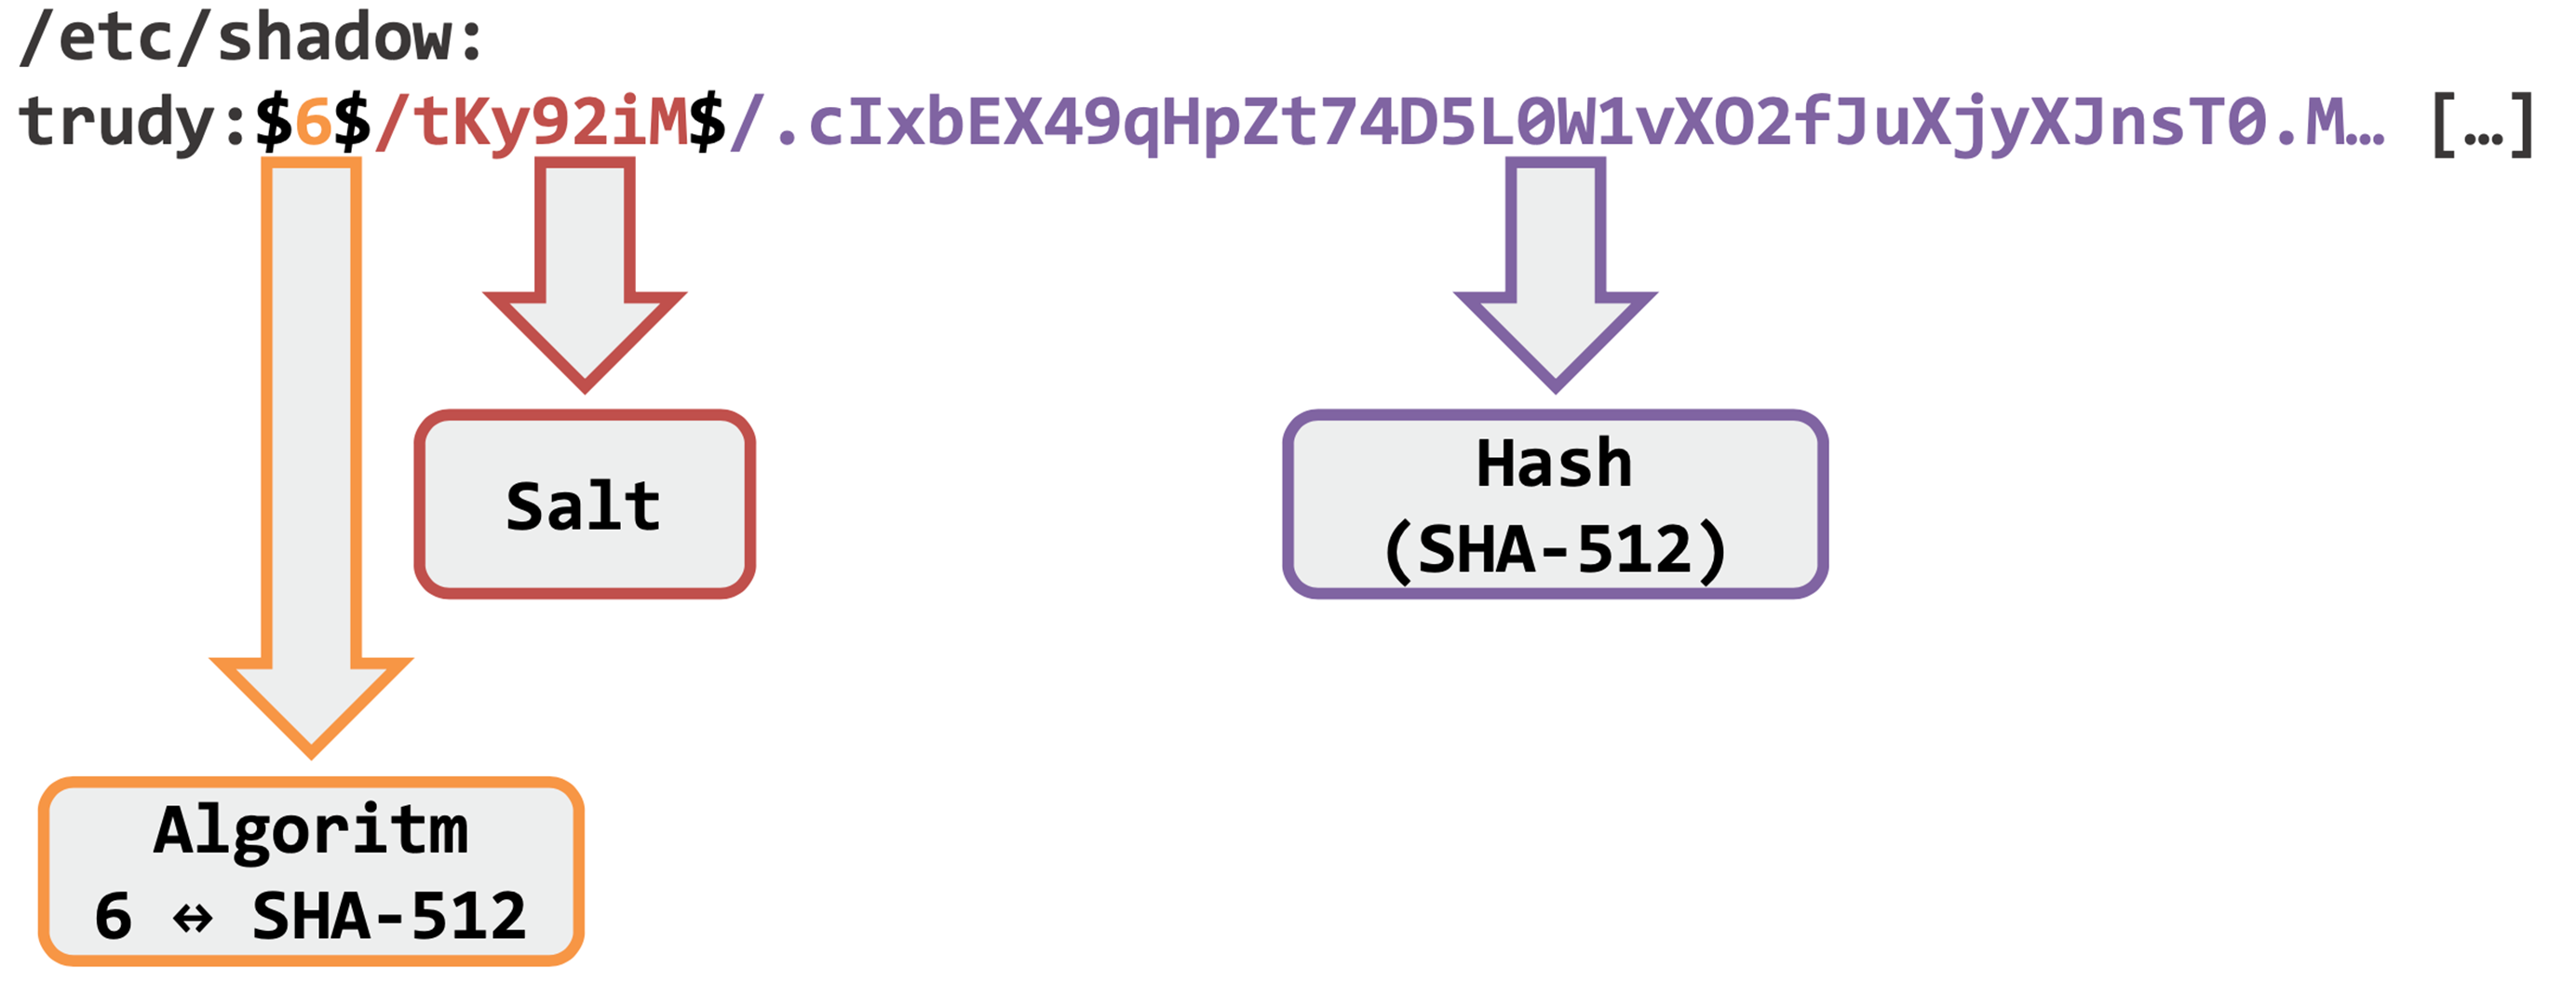 /etc/shadow:
trudy:$6$/tKy92iM$/.cIxbEX49qHpZt74D5L0W1vXO2fJuXjyXJnsT0.M… […]
Salt
Hash
(SHA-512)
Algoritm
6 ↔ SHA-512